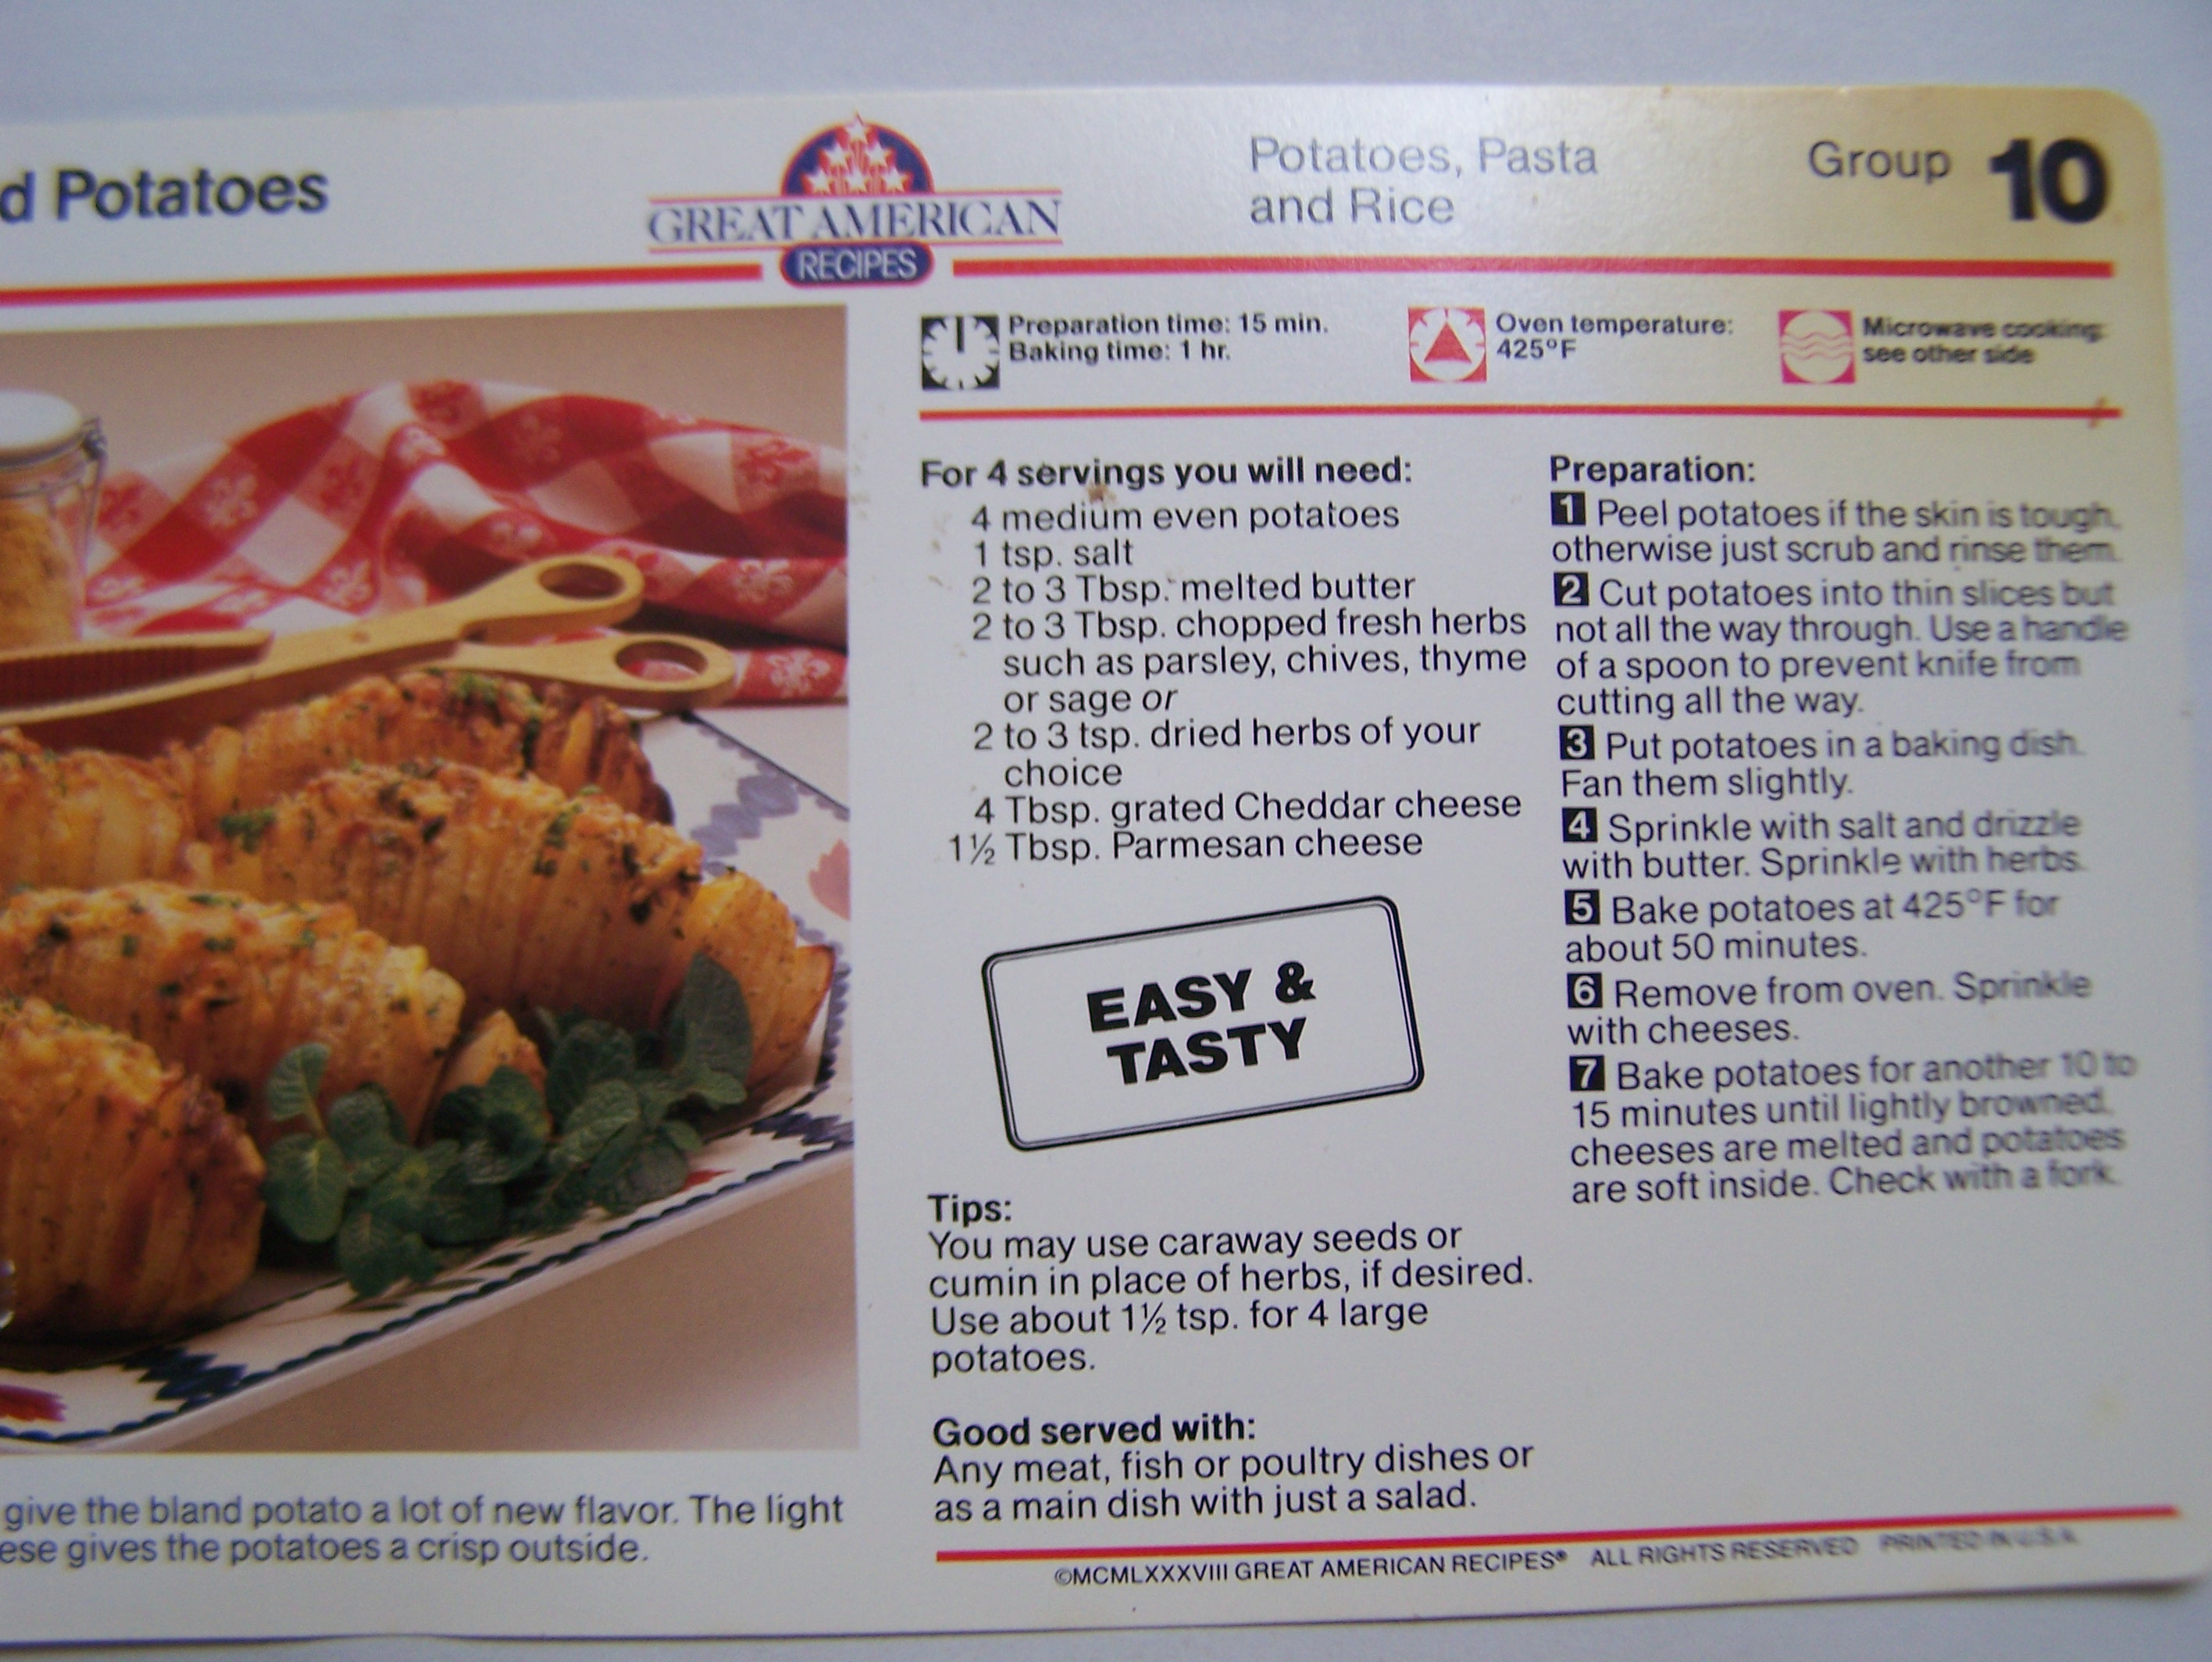 d Potatoes
GREAT AMERICAN
RECIPES
Potatoes, Pasta
and Rice
Group 10
Preparation time: 15 min.
Baking time: 1 hr.
Oven temperature:
425°F
Microwave cooking:
see other side
For 4 servings you will need:
4 medium even potatoes
1 tsp. salt
2 to 3 Tbsp. melted butter
2 to 3 Tbsp. chopped fresh herbs
such as parsley, chives, thyme
or sage or
2 to 3 tsp. dried herbs of your
choice
4 Tbsp. grated Cheddar cheese
1½ Tbsp. Parmesan cheese
EASY &
TASTY
Tips:
You may use caraway seeds or
cumin in place of herbs, if desired.
Use about 1½ tsp. for 4 large
potatoes.
Good served with:
Any meat, fish or poultry dishes or
as a main dish with just a salad.
Preparation:
1 Peel potatoes if the skin is tough,
otherwise just scrub and rinse them.
2 Cut potatoes into thin slices but
not all the way through. Use a handle
of a spoon to prevent knife from
cutting all the way.
3 Put potatoes in a baking dish.
Fan them slightly.
4 Sprinkle with salt and drizzle
with butter. Sprinkle with herbs.
5 Bake potatoes at 425°F for
about 50 minutes.
6 Remove from oven. Sprinkle
with cheeses.
7 Bake potatoes for another 10 to
15 minutes until lightly browned,
cheeses are melted and potatoes
are soft inside. Check with a fork.
give the bland potato a lot of new flavor. The light
ese gives the potatoes a crisp outside.
©MCMLXXXVIII GREAT AMERICAN RECIPES® ALL RIGHTS RESERVED PRINTED IN U.S.A.